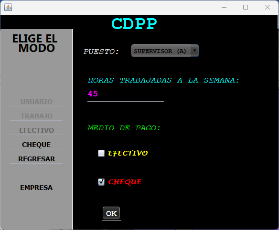 CDPP
ELIGE EL
MODO
PUESTO: SUPERVISOR (A)
HORAS TRABAJADAS A LA SEMANA:
45
USUARIO
TRABAJO
EFECTIVO
CHEQUE
REGRESAR
EMPRESA
MEDIO DE PAGO:
EFECTIVO
CHEQUE
OK